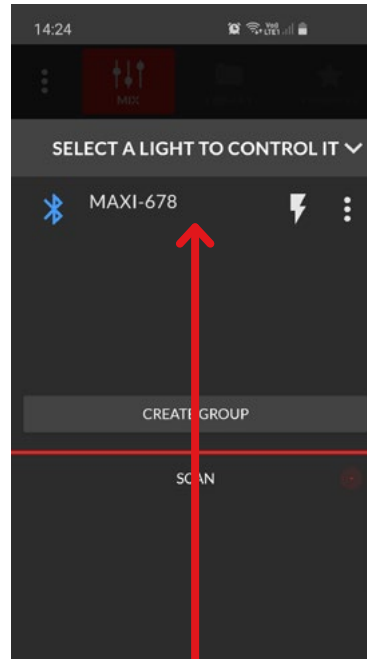 14:24
MIX
SELECT A LIGHT TO CONTROL IT
MAXI-678
CREATE GROUP
SCAN